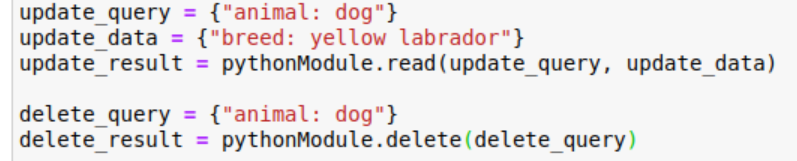 update_query = {"animal: dog"}
update_data = {"breed: yellow labrador"}
update_result = pythonModule.read(update_query, update_data)
delete_query = {"animal: dog"}
delete_result = pythonModule.delete(delete_query)